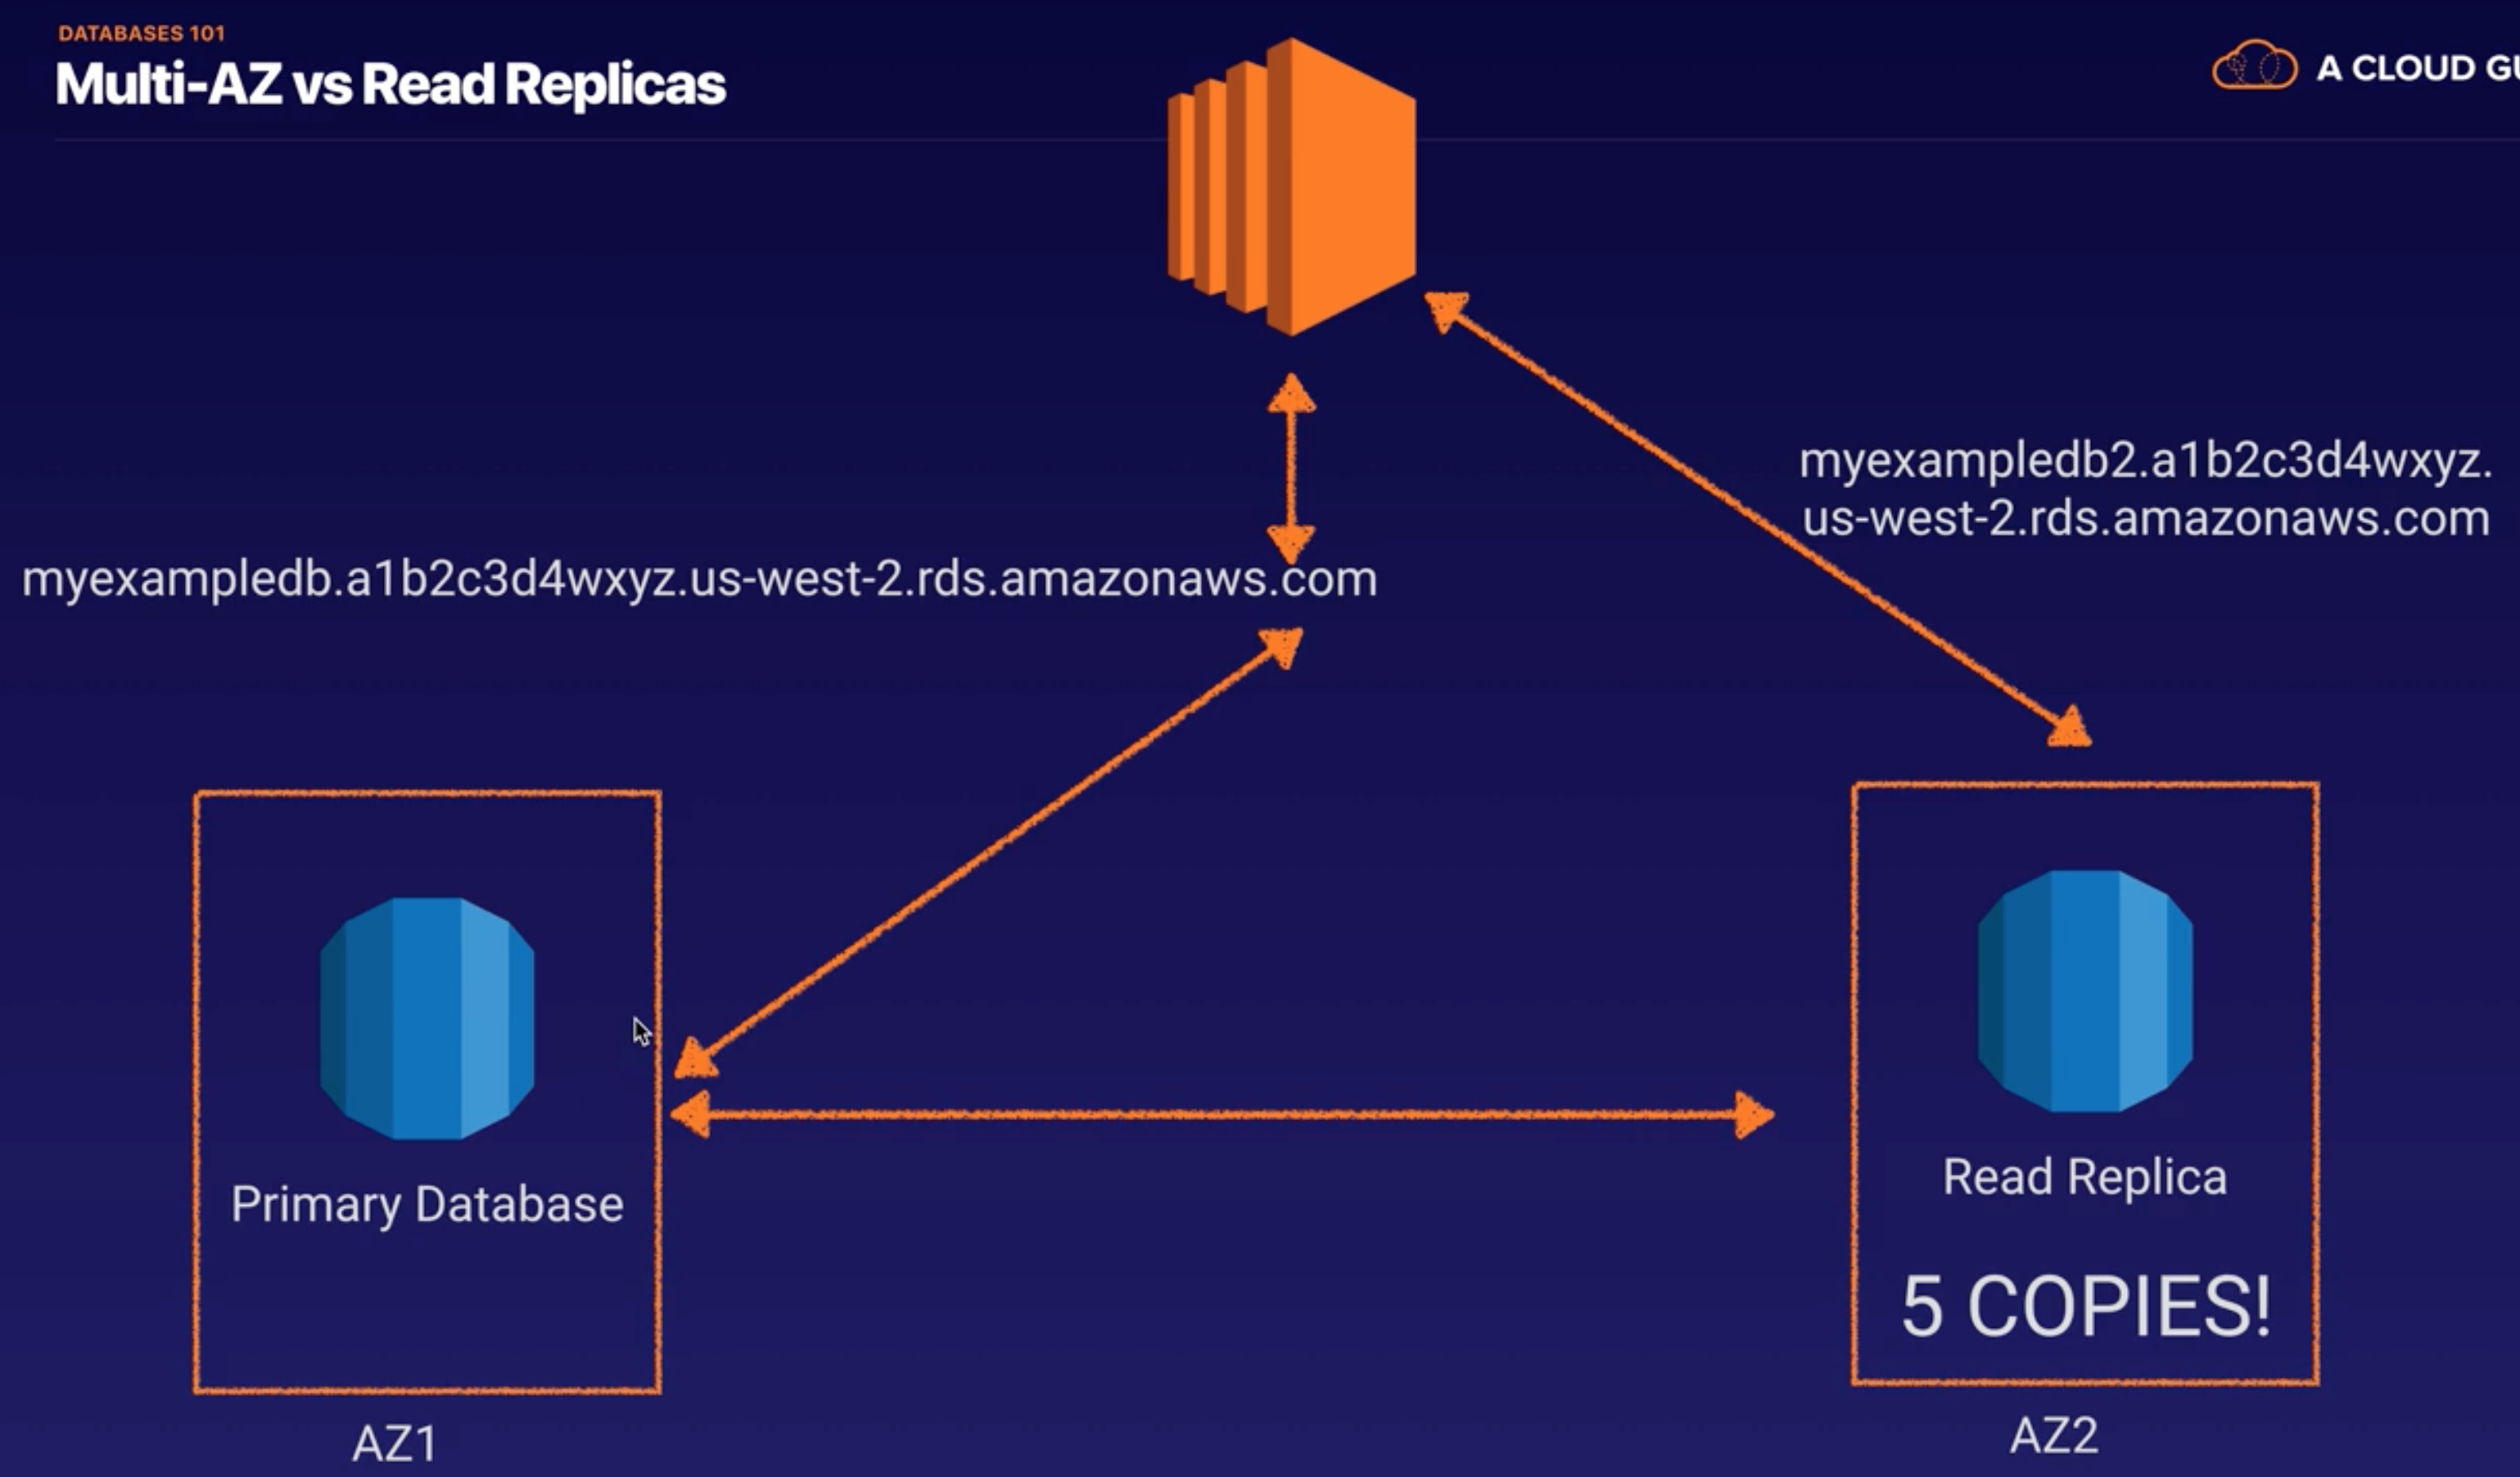 DATABASES 101
Multi-AZ vs Read Replicas
A CLOUD GU
myexampledb2.a1b2c3d4wxyz.
us-west-2.rds.amazonaws.com
myexampledb.a1b2c3d4wxyz.us-west-2.rds.amazonaws.com
Primary Database
AZ1
Read Replica
5 COPIES!
AZ2